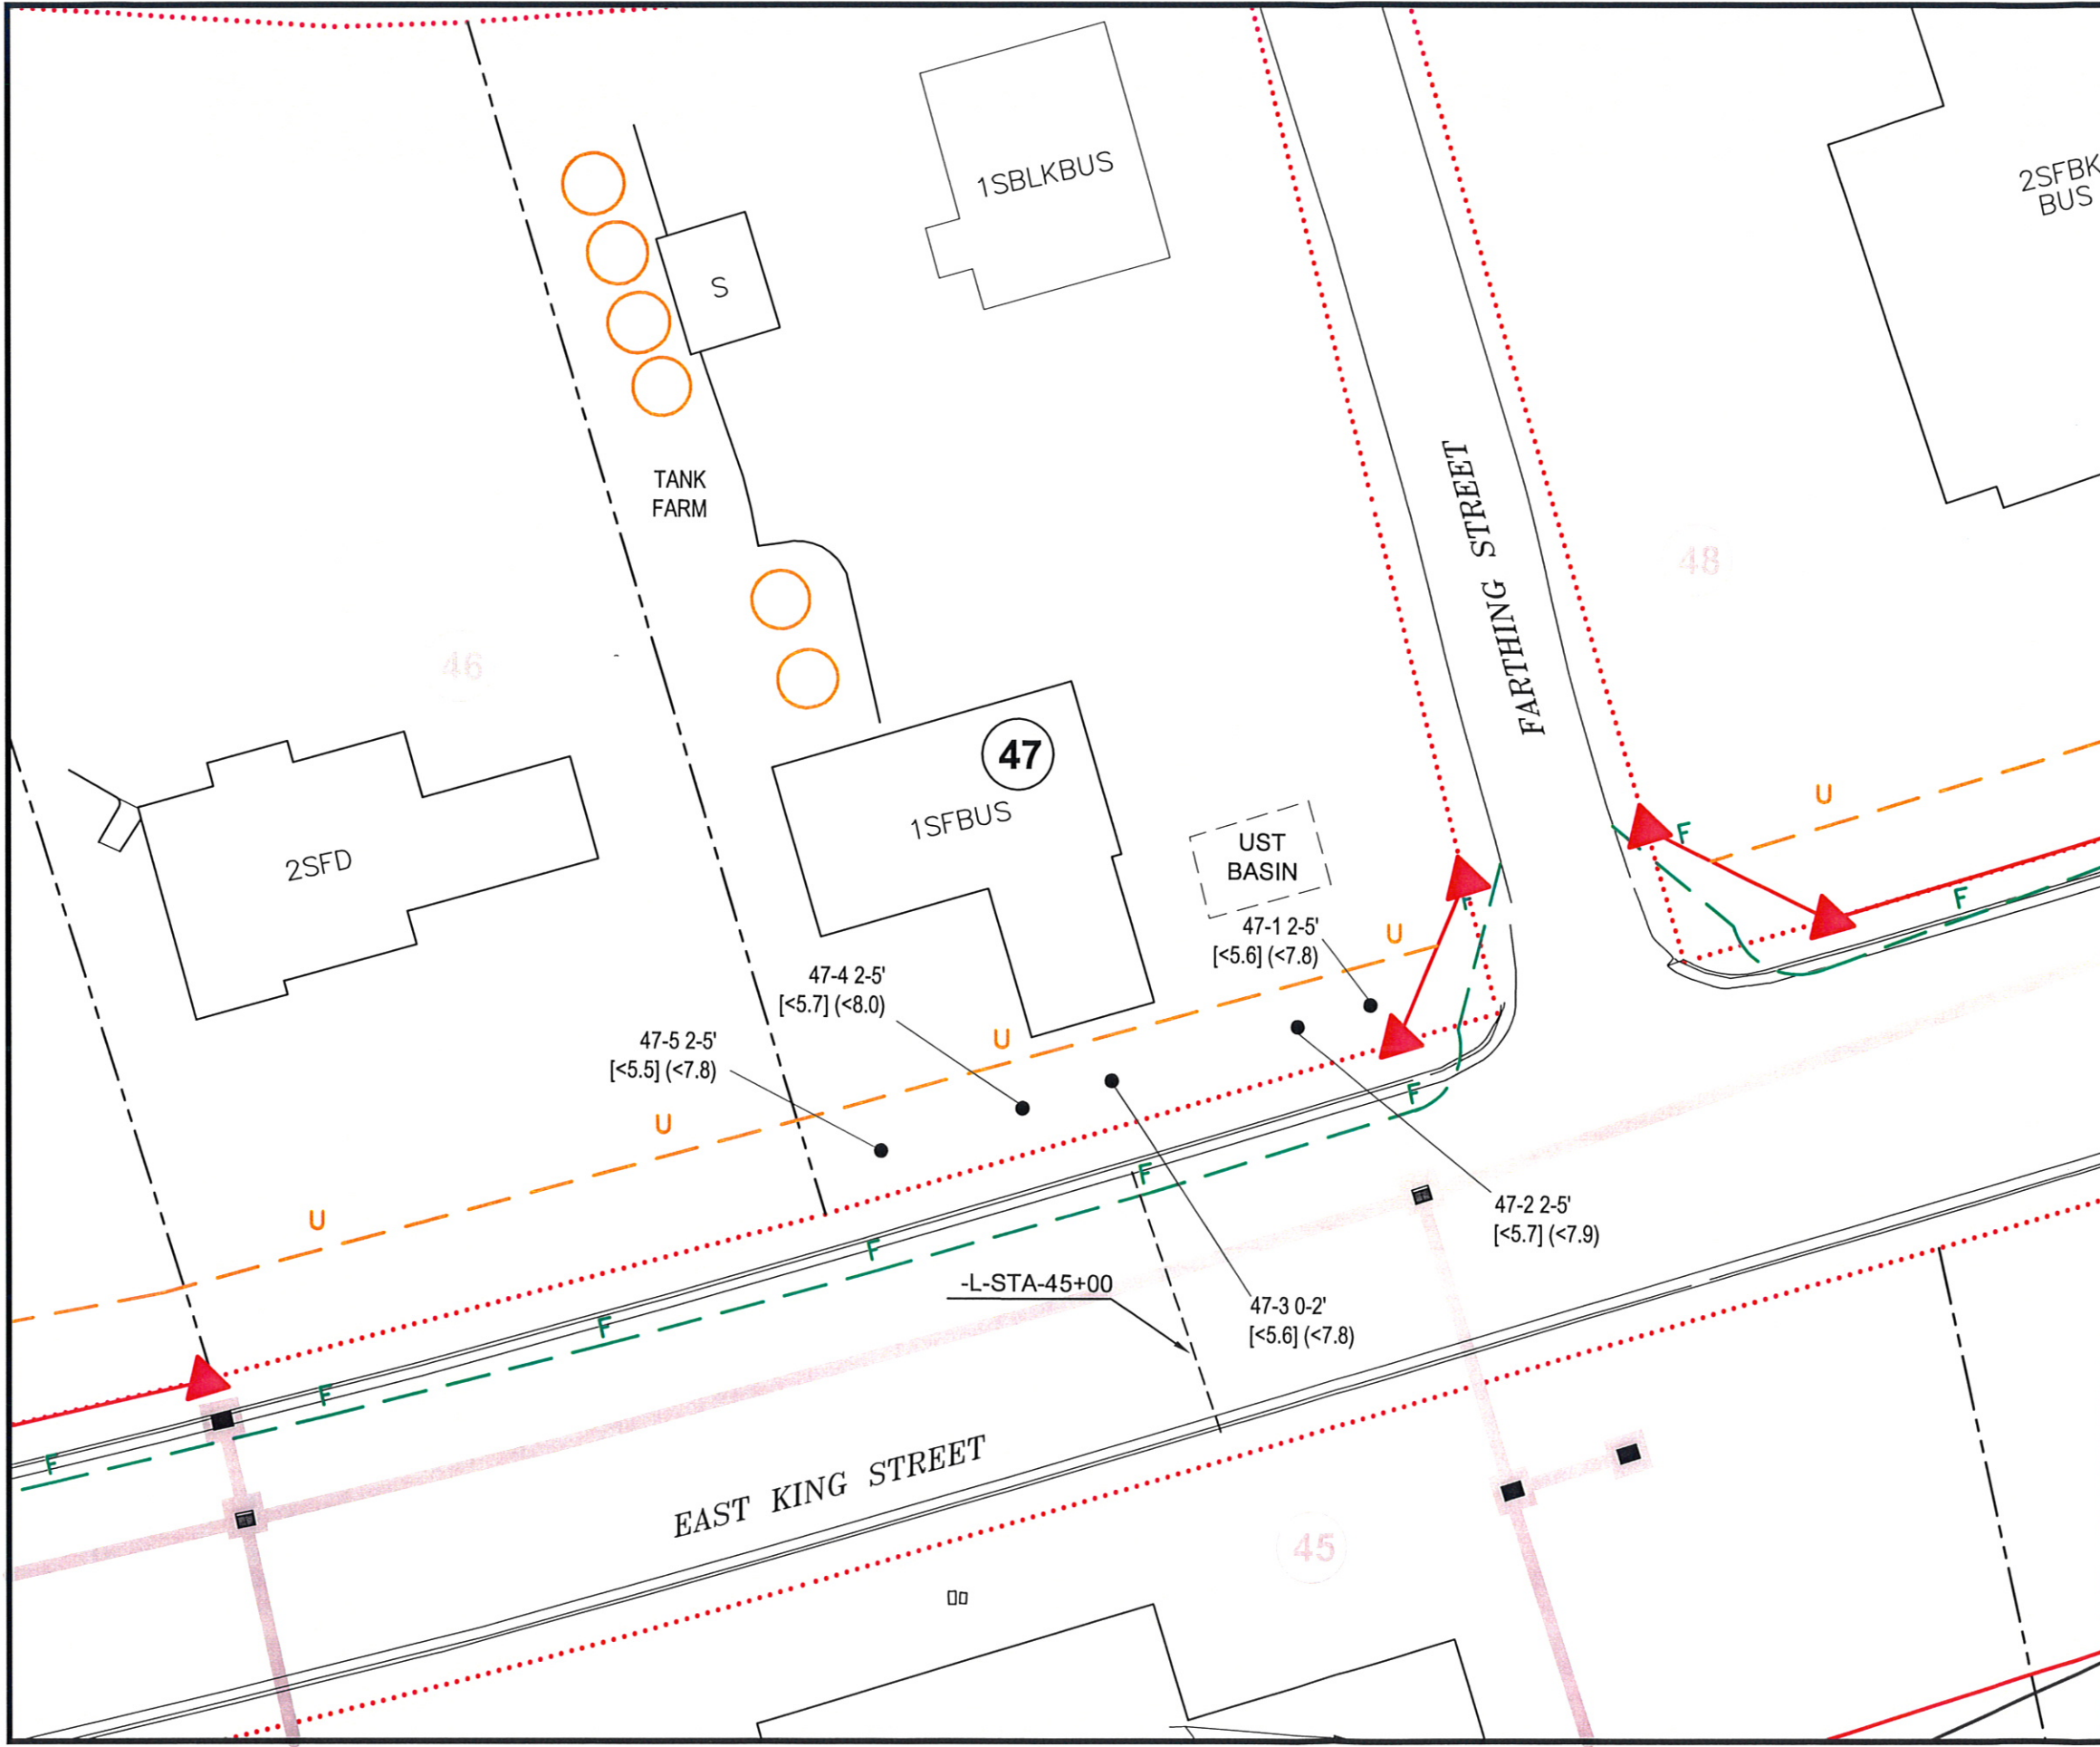 1SBLKBUS
2SFBK
BUS
S
TANK
FARM
FARTHING STREET
48
46
47
1SFBUS
2SFD
UST
BASIN
U
F
F
F
47-1 2-5'
[<5.6] (<7.8)
U
47-4 2-5'
[<5.7] (<8.0)
U
47-5 2-5'
[<5.5] (<7.8)
U
F
F
U
47-2 2-5'
[<5.7] (<7.9)
F
-L-STA-45+00
47-3 0-2'
[<5.6] (<7.8)
F
F
F
EAST KING STREET
45